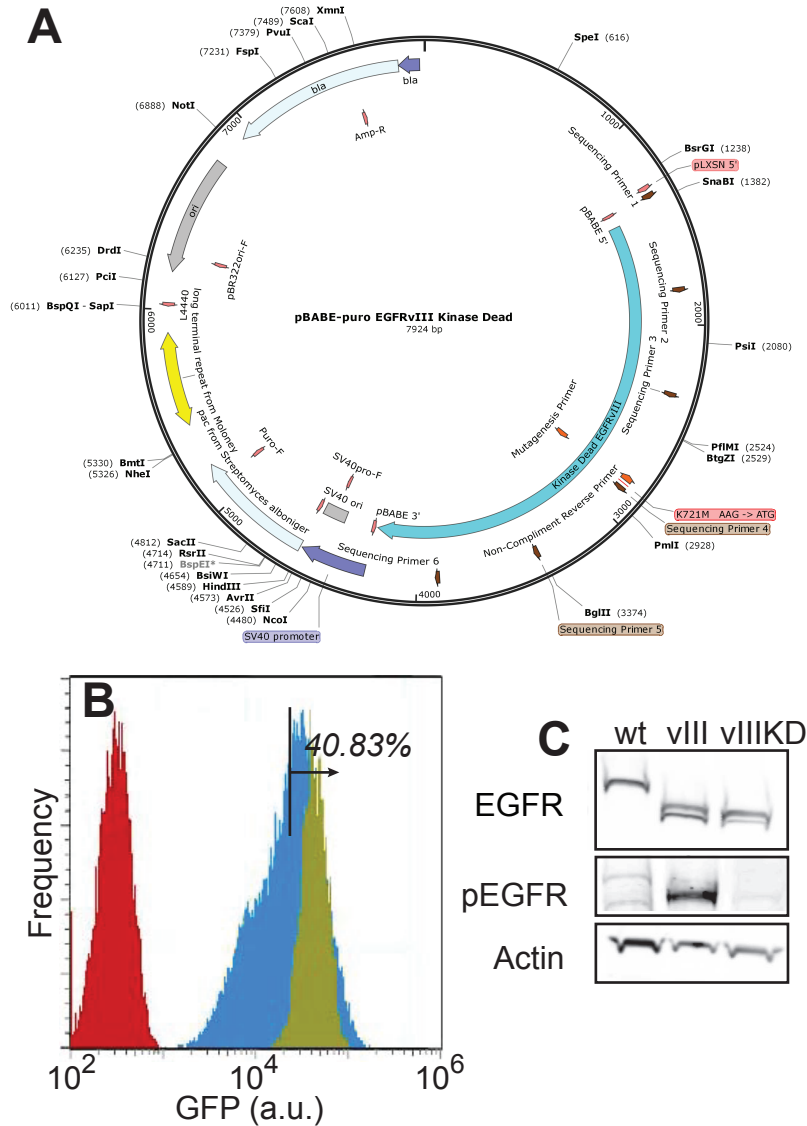 A
XmnI (7608)
ScaI (7489)
PvuI (7379)
FspI (7231)
NotI (6888)
DrdI (6235)
PciI (6127)
BspQI - SapI (6011)
BmtI (5330)
NheI (5326)
SacII (4812)
RsrII (4714)
BspEI* (4711)
BsiWI (4654)
HindIII (4589)
AvrII (4573)
SfiI (4526)
NcoI (4480)
SV40 promoter
SpeI (616)
BsrGI (1238)
pLXSN 5'
SnaBI (1382)
PsiI (2080)
PflMI (2524)
BtgZI (2529)
K721M AAG -> ATG
Sequencing Primer 4
PmlI (2928)
BglII (3374)
Sequencing Primer 5
1000
2000
3000
4000
5000
6000
7000
bla
bla
Amp-R
ori
pBR322ori-F
L4440
long terminal repeat from Moloney
pac from Streptomyces alboniger
Puro-F
SV40pro-F
SV40 ori
pBABE 3'
Sequencing Primer 6
Non-Compliment Reverse Primer
Kinase Dead EGFRvIII
Mutagenesis Primer
Sequencing Primer 3
Sequencing Primer 2
Sequencing Primer 1
pBABE 5'
pBABE-puro EGFRvIII Kinase Dead
7924 bp
B
40.83%
Frequency
10²
10⁴
10⁶
GFP (a.u.)
C
wt vIII vIIIKD
EGFR
pEGFR
Actin